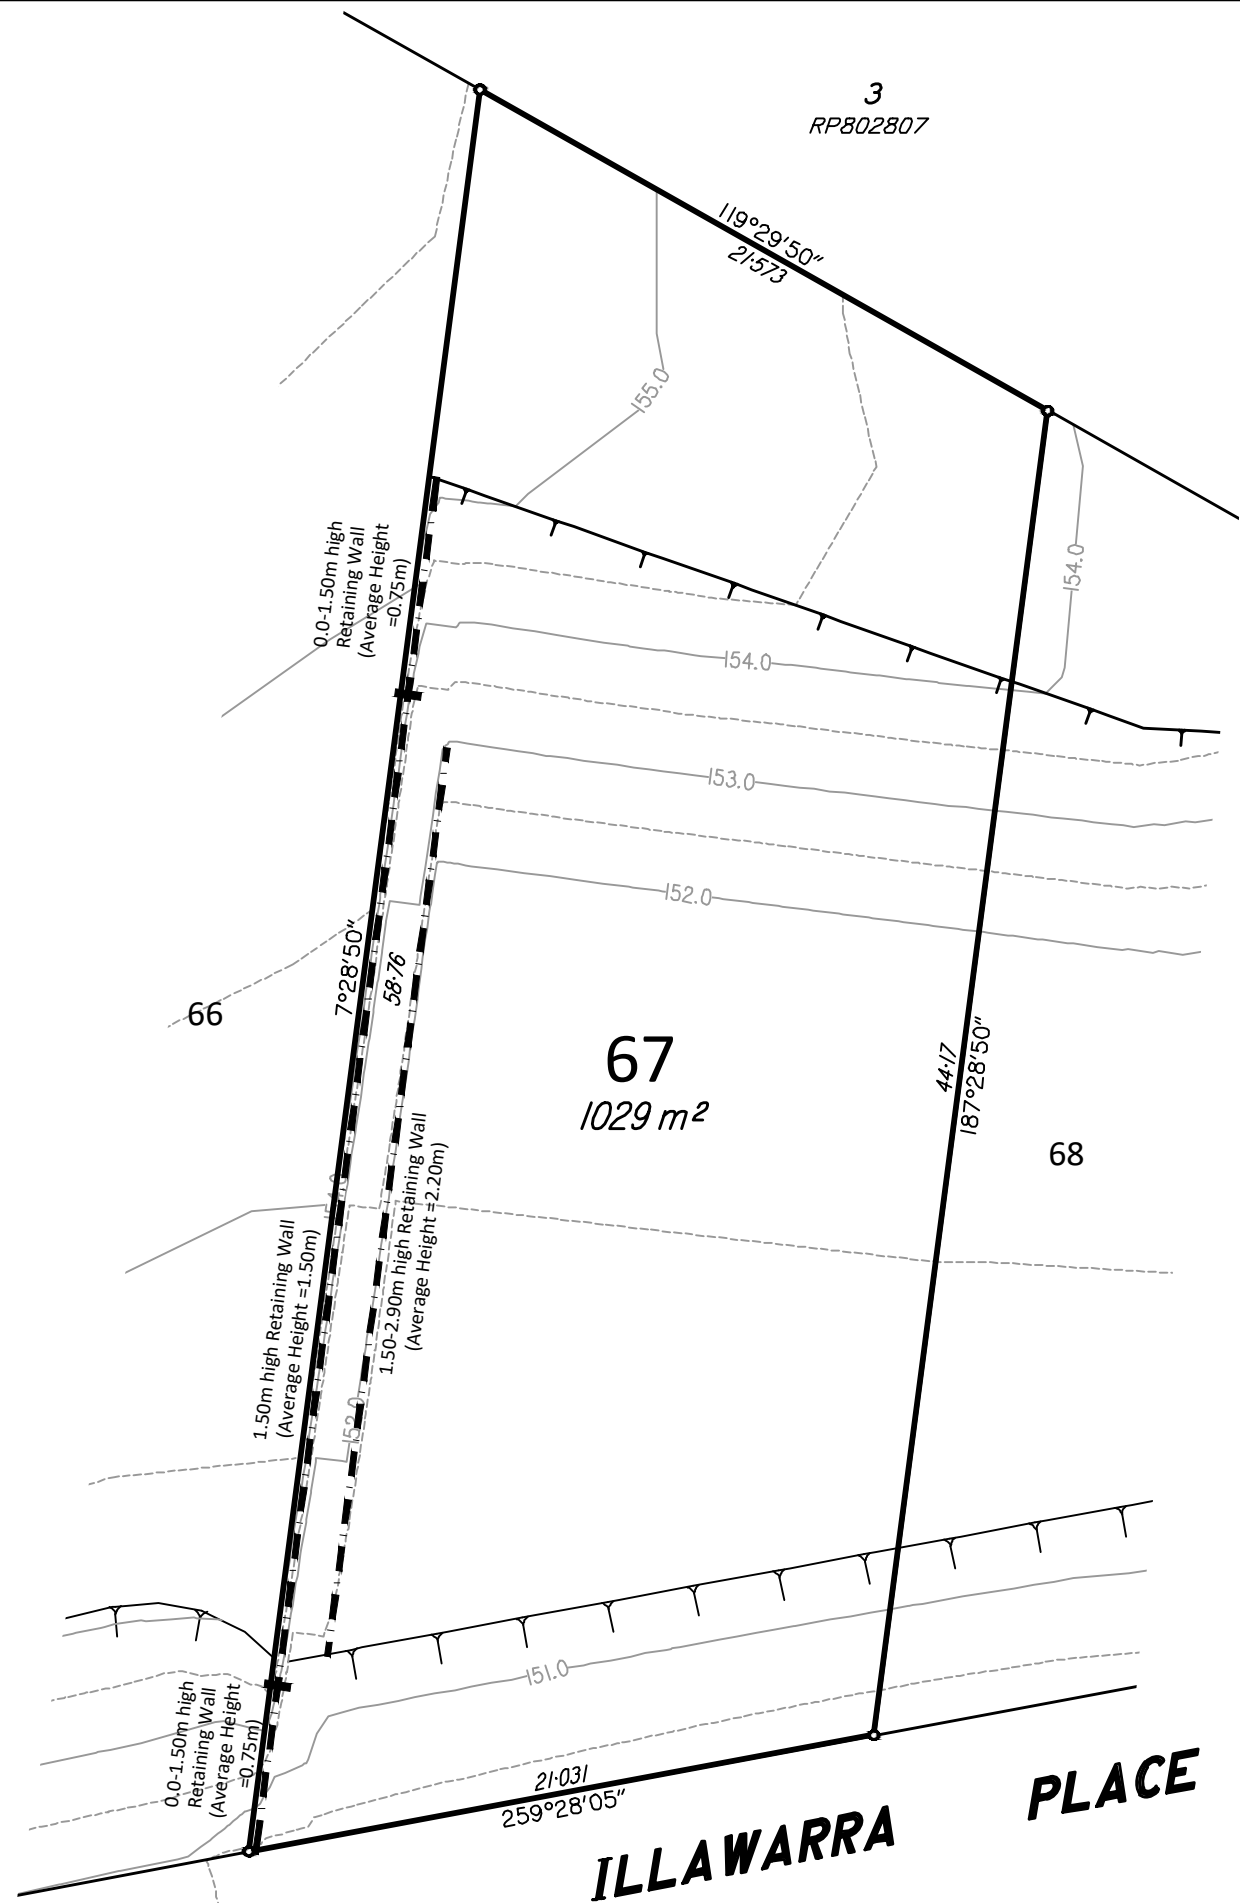 3
RP802807
119°29'50"
21·573
155.0
0.0-1.50m high
Retaining Wall
(Average Height
=0.75m)
154.0
154.0
153.0
152.0
7°28'50"
58·76
66
67
1029 m²
44·17
187°28'50"
68
1.50-2.90m high Retaining Wall
(Average Height =2.20m)
1.50m high Retaining Wall
(Average Height =1.50m)
152.0
151.0
0.0-1.50m high
Retaining Wall
(Average Height
=0.75m)
21·031
259°28'05"
ILLAWARRA PLACE